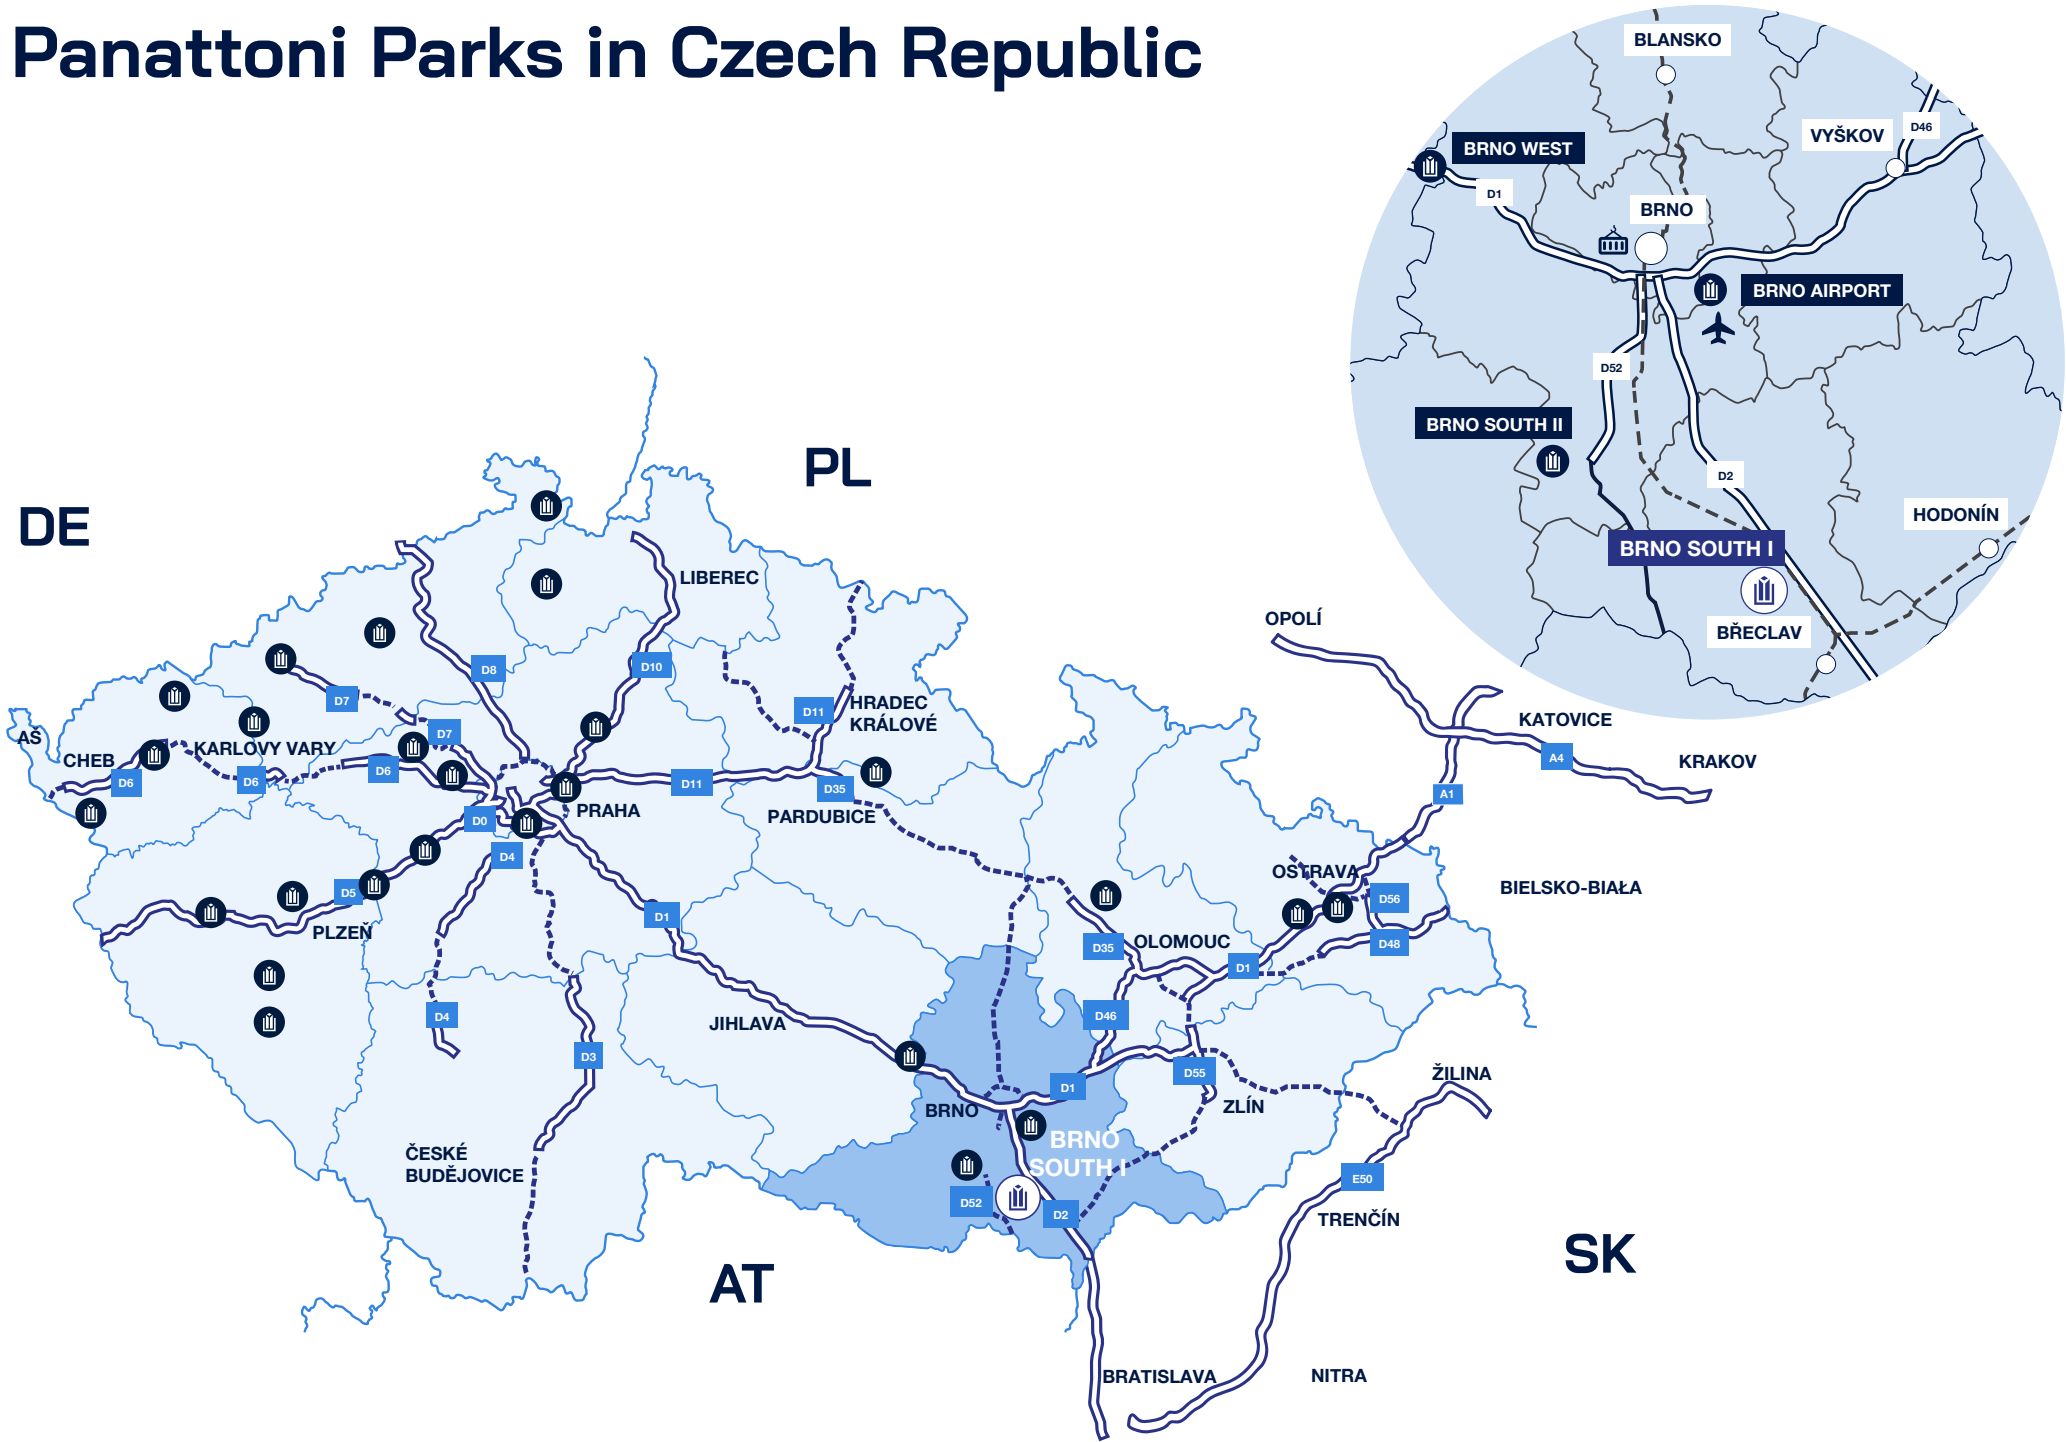 Panattoni Parks in Czech Republic
BLANSKO
D46
VYŠKOV
BRNO WEST
D1
BRNO
BRNO AIRPORT
D52
BRNO SOUTH II
D2
HODONÍN
BRNO SOUTH I
BŘECLAV
PL
DE
LIBEREC
OPOLÍ
D8
D10
D7
D11
HRADEC
KRÁLOVÉ
KATOVICE
AŠ
D7
KARLOVY VARY
CHEB
D6
D6
D6
D11
D35
A4
KRAKOV
A1
PRAHA
PARDUBICE
D0
D4
OSTRAVA
BIELSKO-BIAŁA
D5
D56
D1
PLZEŇ
D35
OLOMOUC
D48
D1
D4
JIHLAVA
D46
D3
D55
ŽILINA
D1
BRNO
ZLÍN
BRNO
SOUTH I
ČESKÉ
BUDĚJOVICE
E50
D52
D2
TRENČÍN
SK
AT
BRATISLAVA
NITRA